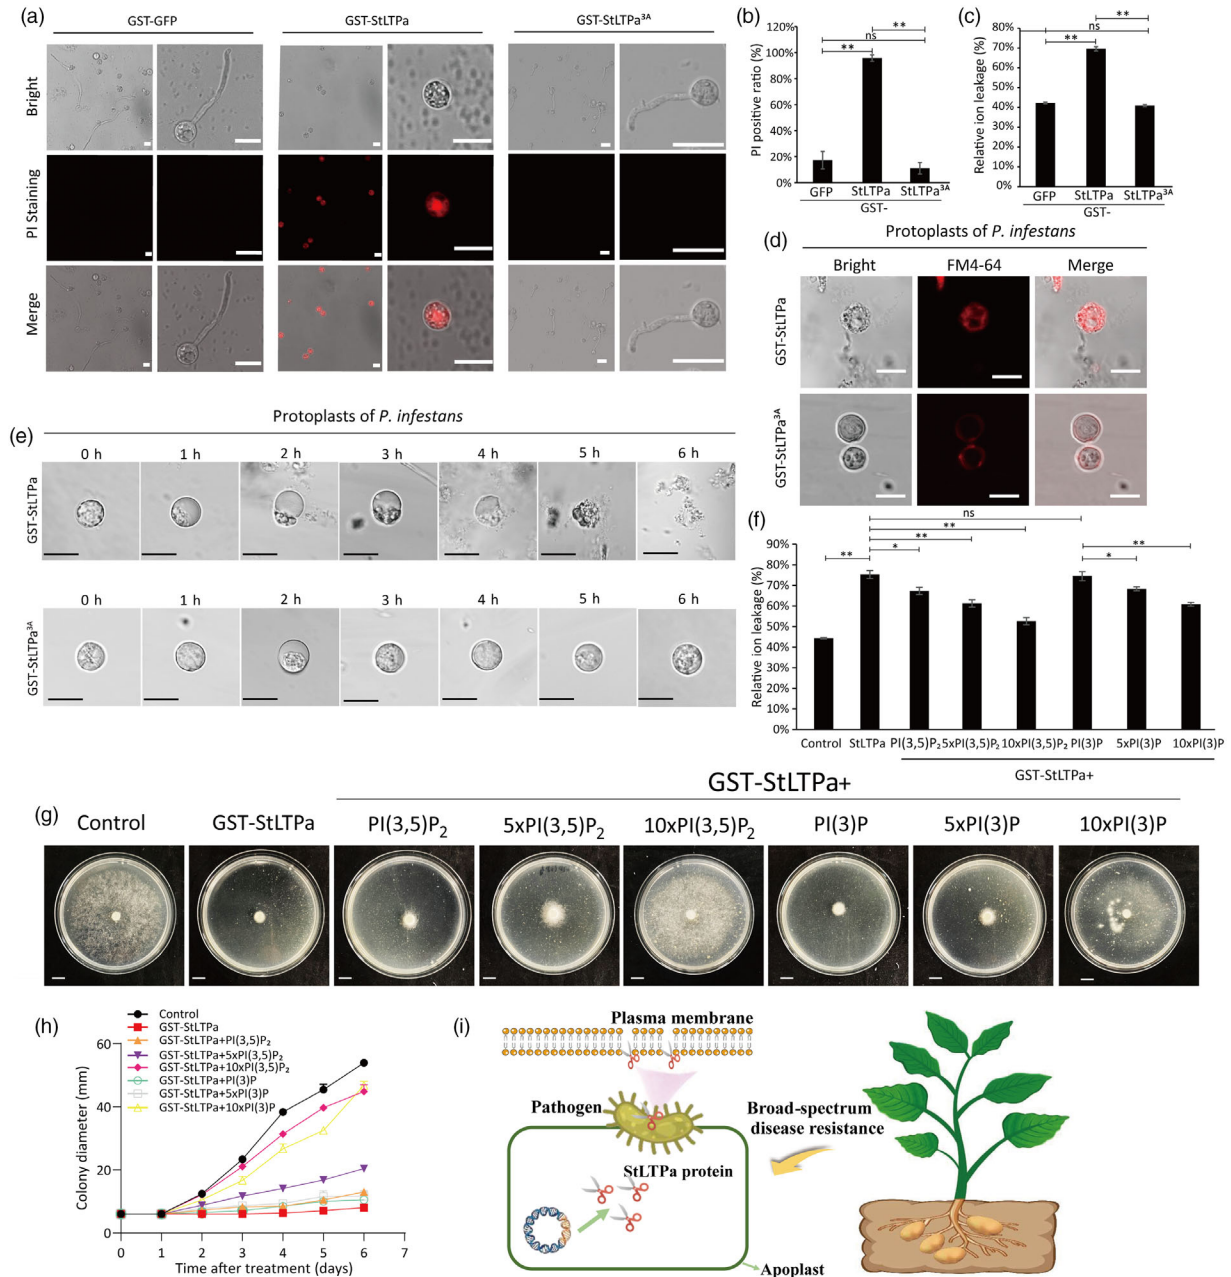 (a)
GST-GFP
GST-StLTPa
GST-StLTPa³ᴬ
Bright
PI Staining
Merge
(b)
PI positive ratio (%)
120%
100%
80%
60%
40%
20%
0%
**
ns
**
GFP
StLTPa
StLTPa³ᴬ
GST-
(c)
Relative ion leakage (%)
80%
70%
60%
50%
40%
30%
20%
10%
0%
**
ns
**
GFP
StLTPa
StLTPa³ᴬ
GST-
(d)
Protoplasts of P. infestans
Bright
FM4-64
Merge
GST-StLTPa
GST-StLTPa³ᴬ
(e)
Protoplasts of P. infestans
0 h
1 h
2 h
3 h
4 h
5 h
6 h
GST-StLTPa
0 h
1 h
2 h
3 h
4 h
5 h
6 h
GST-StLTPa³ᴬ
(f)
Relative ion leakage (%)
90%
80%
70%
60%
50%
40%
30%
20%
10%
0%
ns
**
**
*
**
**
*
Control
StLTPa
PI(3,5)P₂
5xPI(3,5)P₂
10xPI(3,5)P₂
PI(3)P
5xPI(3)P
10xPI(3)P
GST-StLTPa+
(g)
GST-StLTPa+
Control
GST-StLTPa
PI(3,5)P₂
5xPI(3,5)P₂
10xPI(3,5)P₂
PI(3)P
5xPI(3)P
10xPI(3)P
(h)
Control
GST-StLTPa
GST-StLTPa+PI(3,5)P₂
GST-StLTPa+5xPI(3,5)P₂
GST-StLTPa+10xPI(3,5)P₂
GST-StLTPa+PI(3)P
GST-StLTPa+5xPI(3)P
GST-StLTPa+10xPI(3)P
Colony diameter (mm)
60
40
20
0
0
1
2
3
4
5
6
7
Time after treatment (days)
(i)
Plasma membrane
Pathogen
StLTPa protein
Apoplast
Broad-spectrum
disease resistance